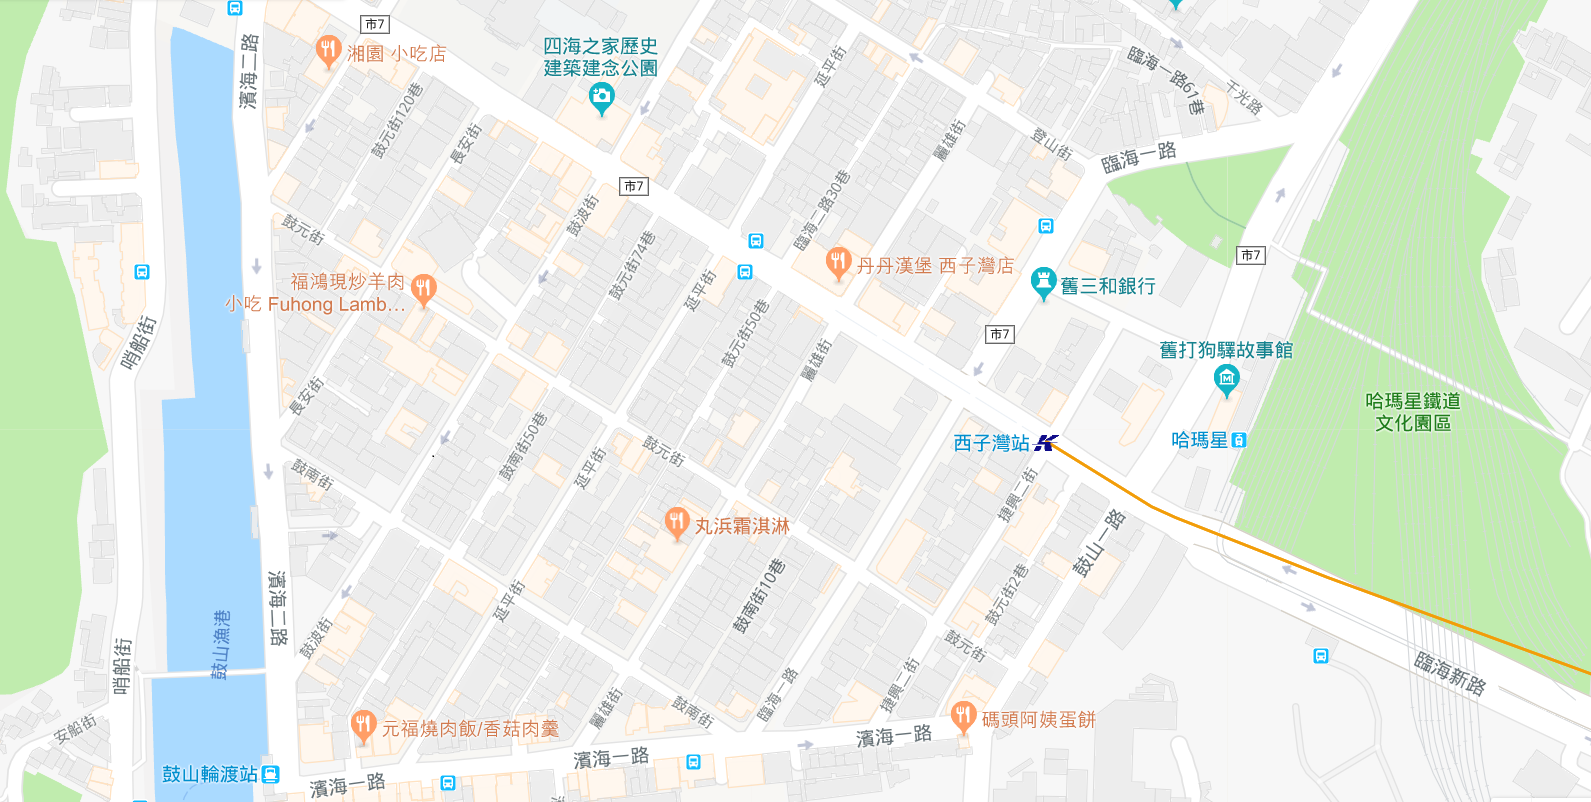 市7
濱海二路
湘園 小吃店
四海之家歷史
建築建念公園
延平街
臨海一路61巷
千光路
鼓元街120巷
長安街
麗雄街
登山街
臨海一路
市7
臨海二路30巷
鼓元街
鼓波街
鼓元街74巷
市7
丹丹漢堡 西子灣店
福鴻現炒羊肉
小吃 Fuhong Lamb...
延平街
舊三和銀行
鼓元街50巷
市7
哨船街
麗雄街
舊打狗驛故事館
長安街
哈瑪星鐵道
文化園區
鼓南街50巷
鼓元街
西子灣站
哈瑪星
延平街
鼓南街
捷興二街
丸浜霜淇淋
鼓山一路
濱海二路
鼓南街10巷
鼓元街2巷
延平街
鼓波街
鼓山漁港
鼓元街
哨船街
臨海新路
麗雄街
鼓南街
臨海一路
捷興二街
安船街
元福燒肉飯/香菇肉羹
碼頭阿姨蛋餅
濱海一路
濱海一路
鼓山輪渡站
濱海一路